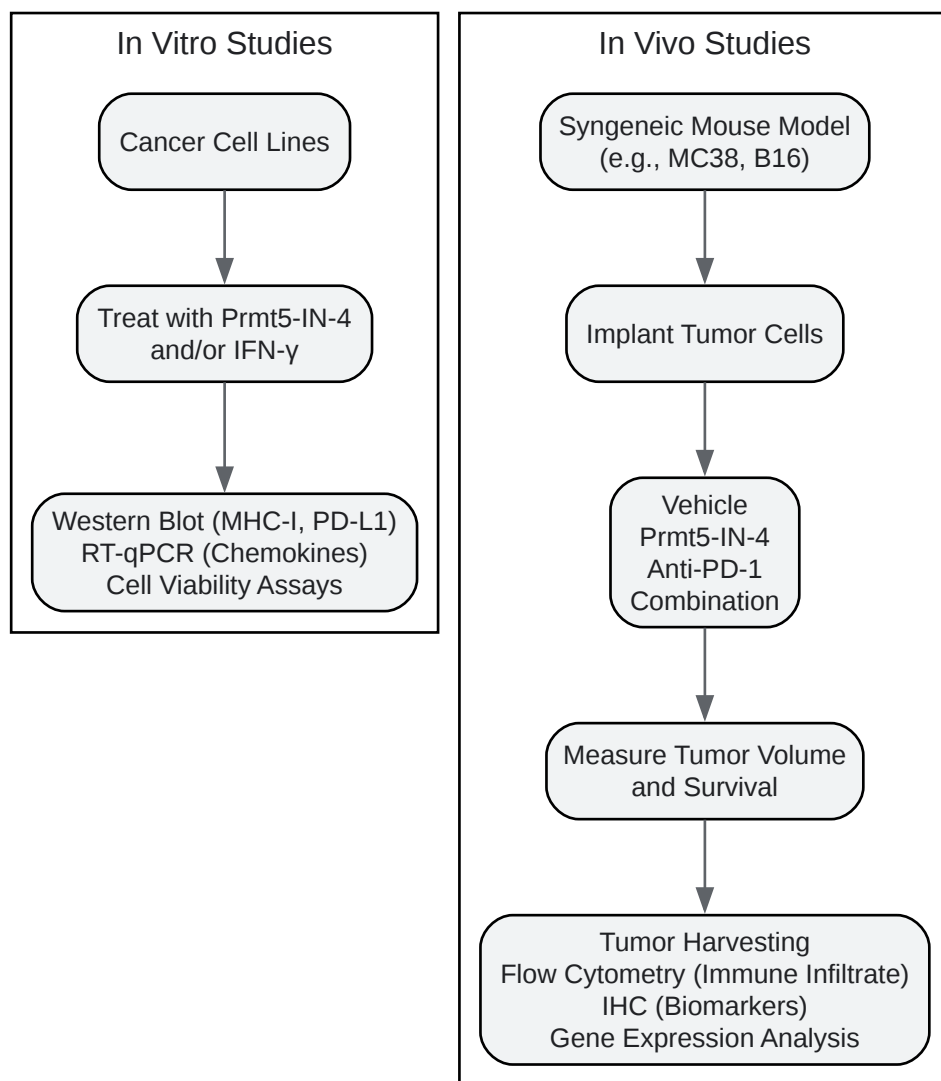 In Vitro Studies
Cancer Cell Lines
Treat with Prmt5-IN-4
and/or IFN-γ
Western Blot (MHC-I, PD-L1)
RT-qPCR (Chemokines)
Cell Viability Assays
In Vivo Studies
Syngeneic Mouse Model
(e.g., MC38, B16)
Implant Tumor Cells
Vehicle
Prmt5-IN-4
Anti-PD-1
Combination
Measure Tumor Volume
and Survival
Tumor Harvesting
Flow Cytometry (Immune Infiltrate)
IHC (Biomarkers)
Gene Expression Analysis